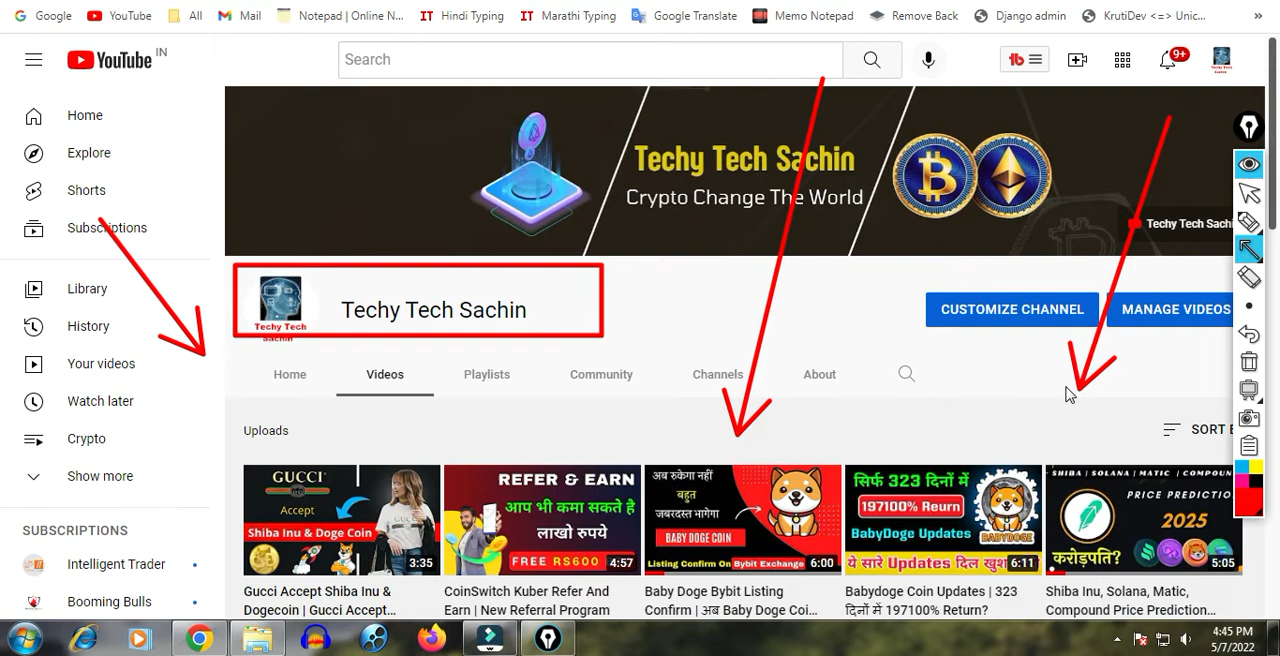 Google YouTube All Mail Notepad | Online N... Hindi Typing Marathi Typing Google Translate Memo Notepad Remove Back Django admin KrutiDev <=> Unic... »
YouTube IN
Search
9+
Home
Explore
Shorts
Subscriptions
Library
History
Your videos
Watch later
Crypto
Show more
SUBSCRIPTIONS
Intelligent Trader
Booming Bulls
Techy Tech Sachin
Crypto Change The World
Techy Tech Sachi
Techy Tech Sachin
Techy Tech
Sachin
CUSTOMIZE CHANNEL
MANAGE VIDEOS
Home Videos Playlists Community Channels About
Uploads
SORT
GUCCI
Accept
Shiba Inu & Doge Coin
3:35
Gucci Accept Shiba Inu &
Dogecoin | Gucci Accept...
REFER & EARN
आप भी कमा सकते है
लाखो रुपये
FREE RS600
4:57
CoinSwitch Kuber Refer And
Earn | New Referral Program
अब रुकेगा नहीं
बहुत
जबरदस्त भागेगा
BABY DOGE COIN
Listing Confirm On Bybit Exchange
6:00
Baby Doge Bybit Listing
Confirm | अब Baby Doge Coi...
सिर्फ 323 दिनों में
197100% Reurn
BabyDoge Updates
BABYDOGE
ये सारे Updates दिल खुश
6:11
Babydoge Coin Updates | 323
दिनों में 197100% Return?
SHIBA | SOLANA | MATIC | COMPOUN
PRICE PREDICTIO
2025
करोड़पति?
5:05
Shiba Inu, Solana, Matic,
Compound Price Prediction...
4:45 PM
5/7/2022